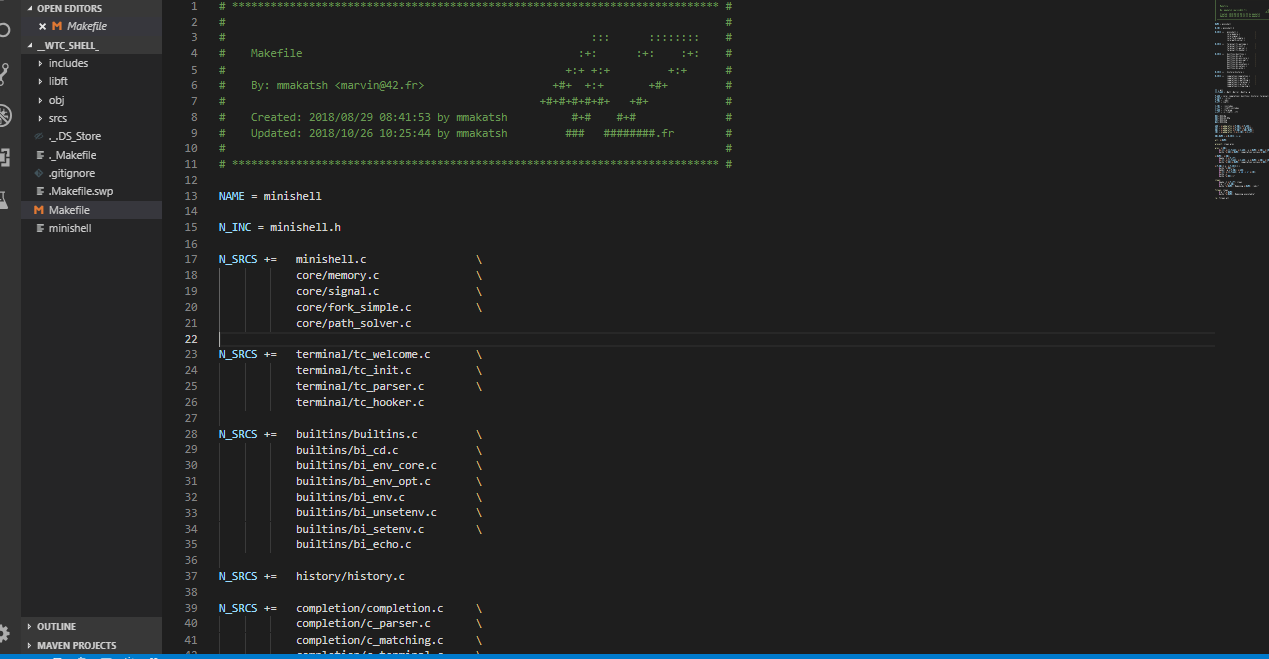 OPEN EDITORS
× M Makefile
__WTC_SHELL_
includes
libft
obj
srcs
._.DS_Store
._Makefile
.gitignore
.Makefile.swp
M Makefile
minishell
OUTLINE
MAVEN PROJECTS
1 # **************************************************************************** #
2 # #
3 # ::: :::::::: #
4 # Makefile :+: :+: :+: #
5 # +:+ +:+ +:+ #
6 # By: mmakatsh <marvin@42.fr> +#+ +:+ +#+ #
7 # +#+#+#+#+#+ +#+ #
8 # Created: 2018/08/29 08:41:53 by mmakatsh #+# #+# #
9 # Updated: 2018/10/26 10:25:44 by mmakatsh ### ########.fr #
10 # #
11 # **************************************************************************** #
12
13 NAME = minishell
14
15 N_INC = minishell.h
16
17 N_SRCS += minishell.c \
18 core/memory.c \
19 core/signal.c \
20 core/fork_simple.c \
21 core/path_solver.c
22
23 N_SRCS += terminal/tc_welcome.c \
24 terminal/tc_init.c \
25 terminal/tc_parser.c \
26 terminal/tc_hooker.c
27
28 N_SRCS += builtins/builtins.c \
29 builtins/bi_cd.c \
30 builtins/bi_env_core.c \
31 builtins/bi_env_opt.c \
32 builtins/bi_env.c \
33 builtins/bi_unsetenv.c \
34 builtins/bi_setenv.c \
35 builtins/bi_echo.c
36
37 N_SRCS += history/history.c
38
39 N_SRCS += completion/completion.c \
40 completion/c_parser.c \
41 completion/c_matching.c \